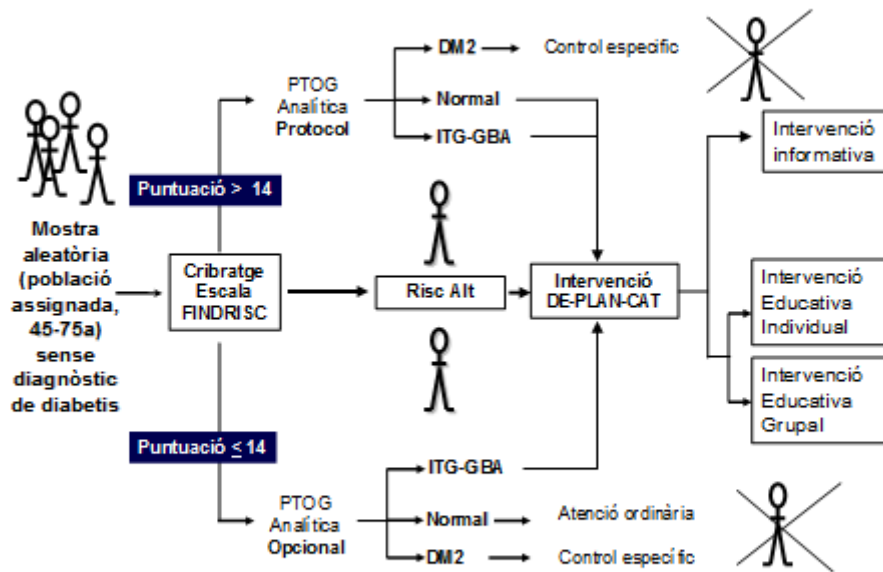 DM2
Control especific
PTOG
Analítica
Protocol
Normal
ITG-GBA
Intervenció
informativa
Puntuació > 14
Mostra
aleatòria
(població
assignada,
45-75a)
sense
diagnòstic
de diabetis
Cribratge
Escala
FINDRISC
Risc Alt
Intervenció
DE-PLAN-CAT
Intervenció
Educativa
Individual
Intervenció
Educativa
Grupal
Puntuació ≤ 14
PTOG
Analítica
Opcional
ITG-GBA
Normal
Atenció ordinària
DM2
Control específic